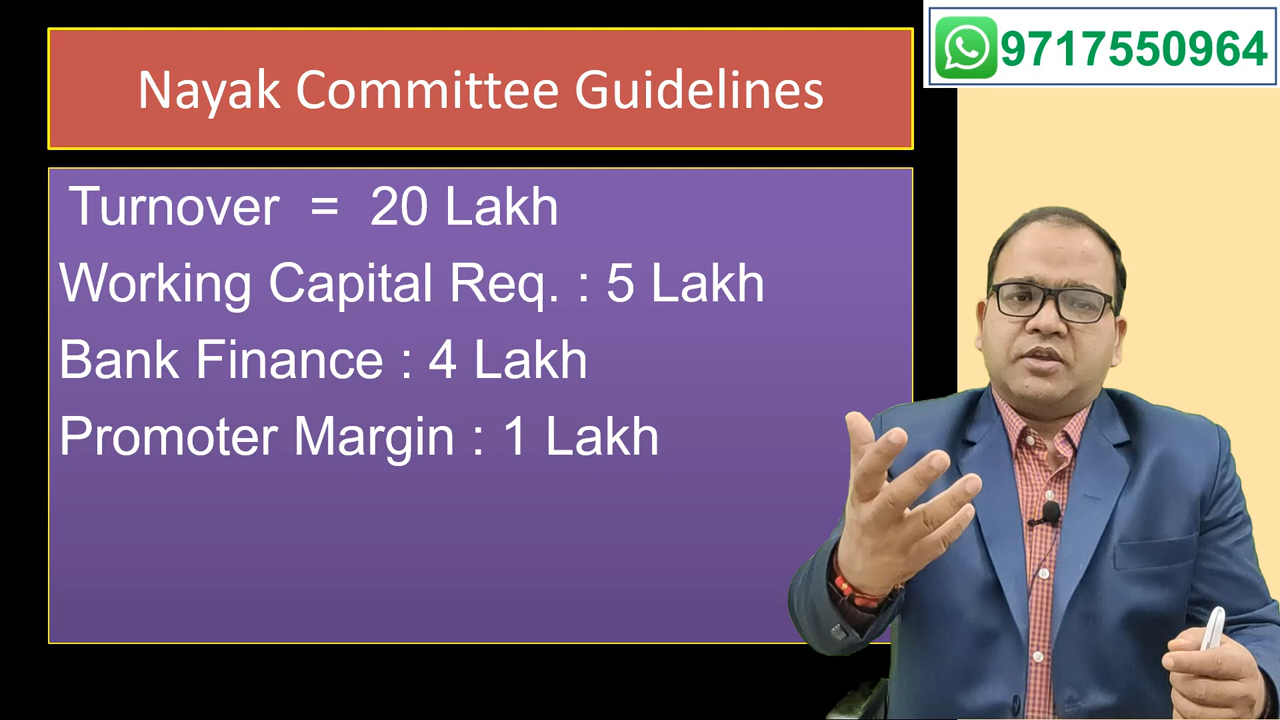 9717550964
Nayak Committee Guidelines
Turnover = 20 Lakh
Working Capital Req. : 5 Lakh
Bank Finance : 4 Lakh
Promoter Margin : 1 Lakh